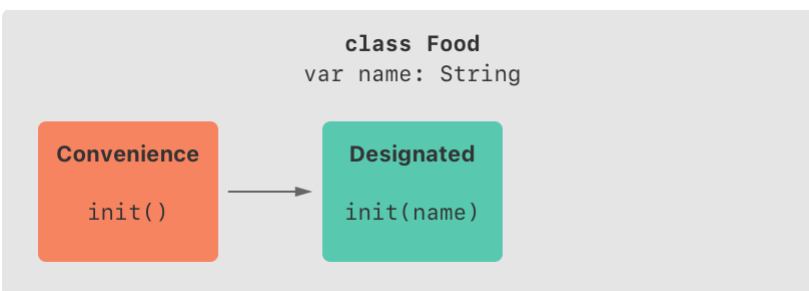 class Food
var name: String
Convenience
init()
Designated
init(name)